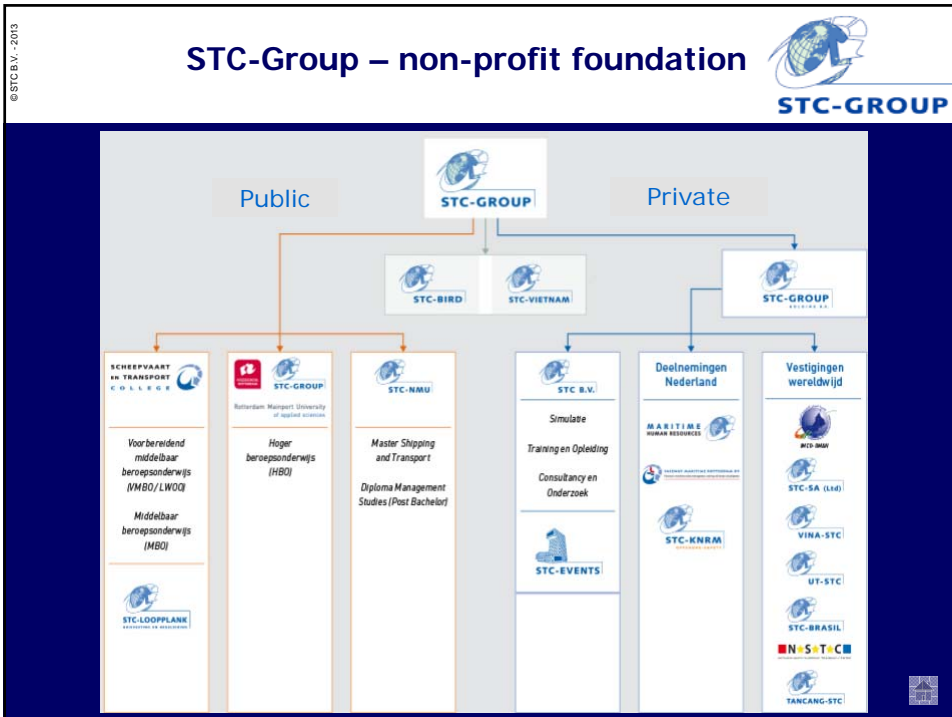 © STC B.V. - 2013
STC-Group – non-profit foundation
STC-GROUP
Public
STC-GROUP
Private
STC-BIRD
STC-VIETNAM
STC-GROUP
HOLDING B.V.
SCHEEPVAART
EN TRANSPORT
COLLEGE
Voorbereidend
middelbaar
beroepsonderwijs
(VMBO/LWOO)
Middelbaar
beroepsonderwijs
(MBO)
STC-LOOPPLANK
STC-GROUP
Rotterdam Mainport University
of applied sciences
Hoger
beroepsonderwijs
(HBO)
STC-NMU
Master Shipping
and Transport
Diploma Management
Studies (Post Bachelor)
STC B.V.
Simulatie
Training en Opleiding
Consultancy en
Onderzoek
STC-EVENTS
Deelnemingen
Nederland
MARITIME
HUMAN RESOURCES
STC-KNRM
Vestigingen
wereldwijd
STC-SA (Ltd)
VINA-STC
UT-STC
STC-BRASIL
N★S★T★C
TANCANG-STC